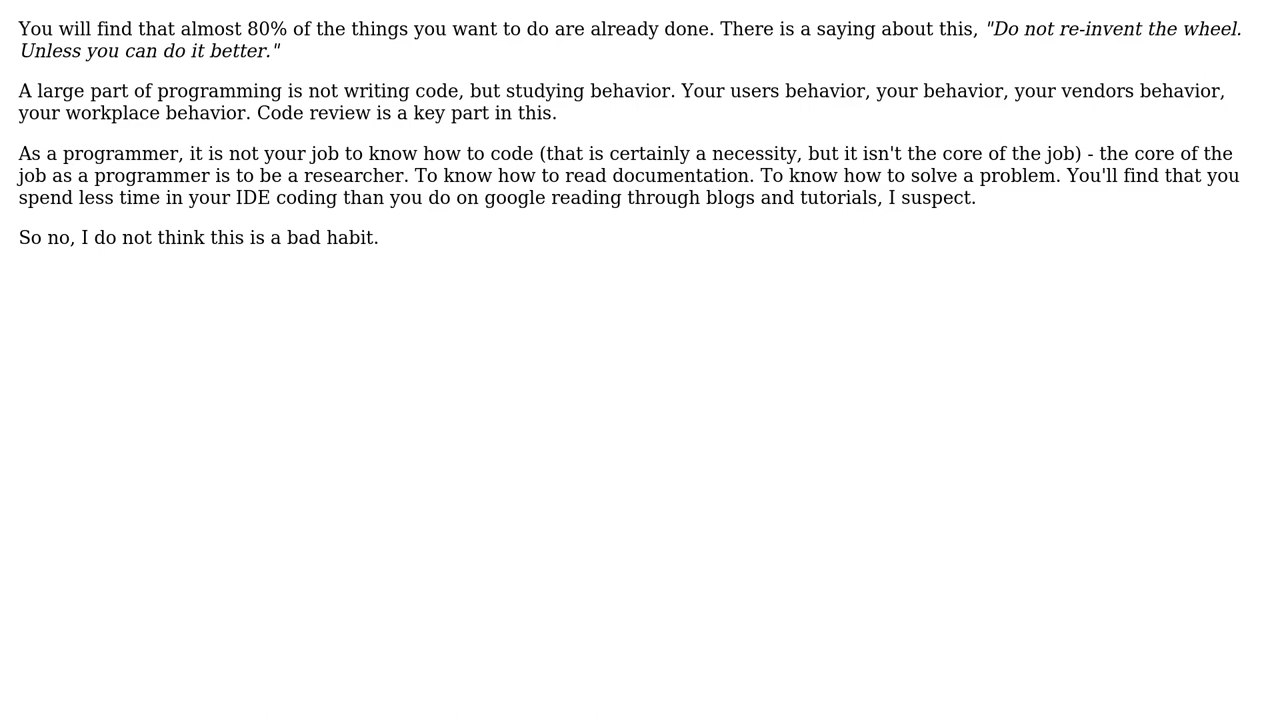 You will find that almost 80% of the things you want to do are already done. There is a saying about this, "Do not re-invent the wheel.
Unless you can do it better."
A large part of programming is not writing code, but studying behavior. Your users behavior, your behavior, your vendors behavior,
your workplace behavior. Code review is a key part in this.
As a programmer, it is not your job to know how to code (that is certainly a necessity, but it isn't the core of the job) - the core of the
job as a programmer is to be a researcher. To know how to read documentation. To know how to solve a problem. You'll find that you
spend less time in your IDE coding than you do on google reading through blogs and tutorials, I suspect.
So no, I do not think this is a bad habit.